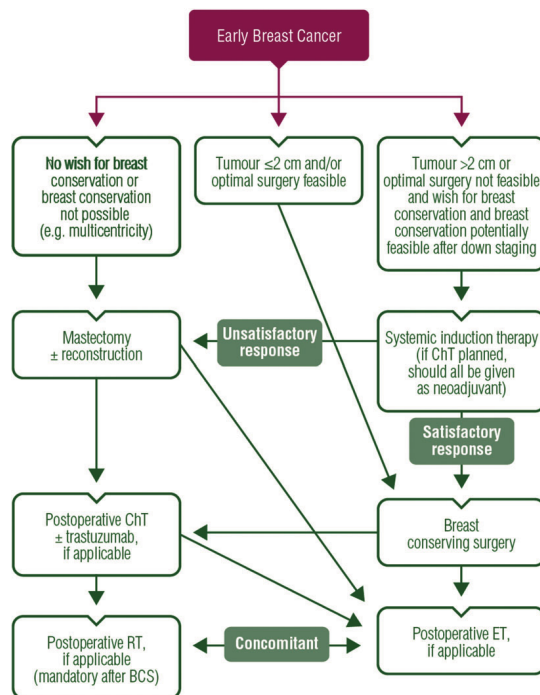 Early Breast Cancer
No wish for breast
conservation or
breast conservation
not possible
(e.g. multicentricity)
Tumour ≤2 cm and/or
optimal surgery feasible
Tumour >2 cm or
optimal surgery not feasible
and wish for breast
conservation and breast
conservation potentially
feasible after down staging
Mastectomy
± reconstruction
Unsatisfactory
response
Systemic induction therapy
(if ChT planned,
should all be given
as neoadjuvant)
Satisfactory
response
Postoperative ChT
± trastuzumab,
if applicable
Breast
conserving surgery
Postoperative RT,
if applicable
(mandatory after BCS)
Concomitant
Postoperative ET,
if applicable